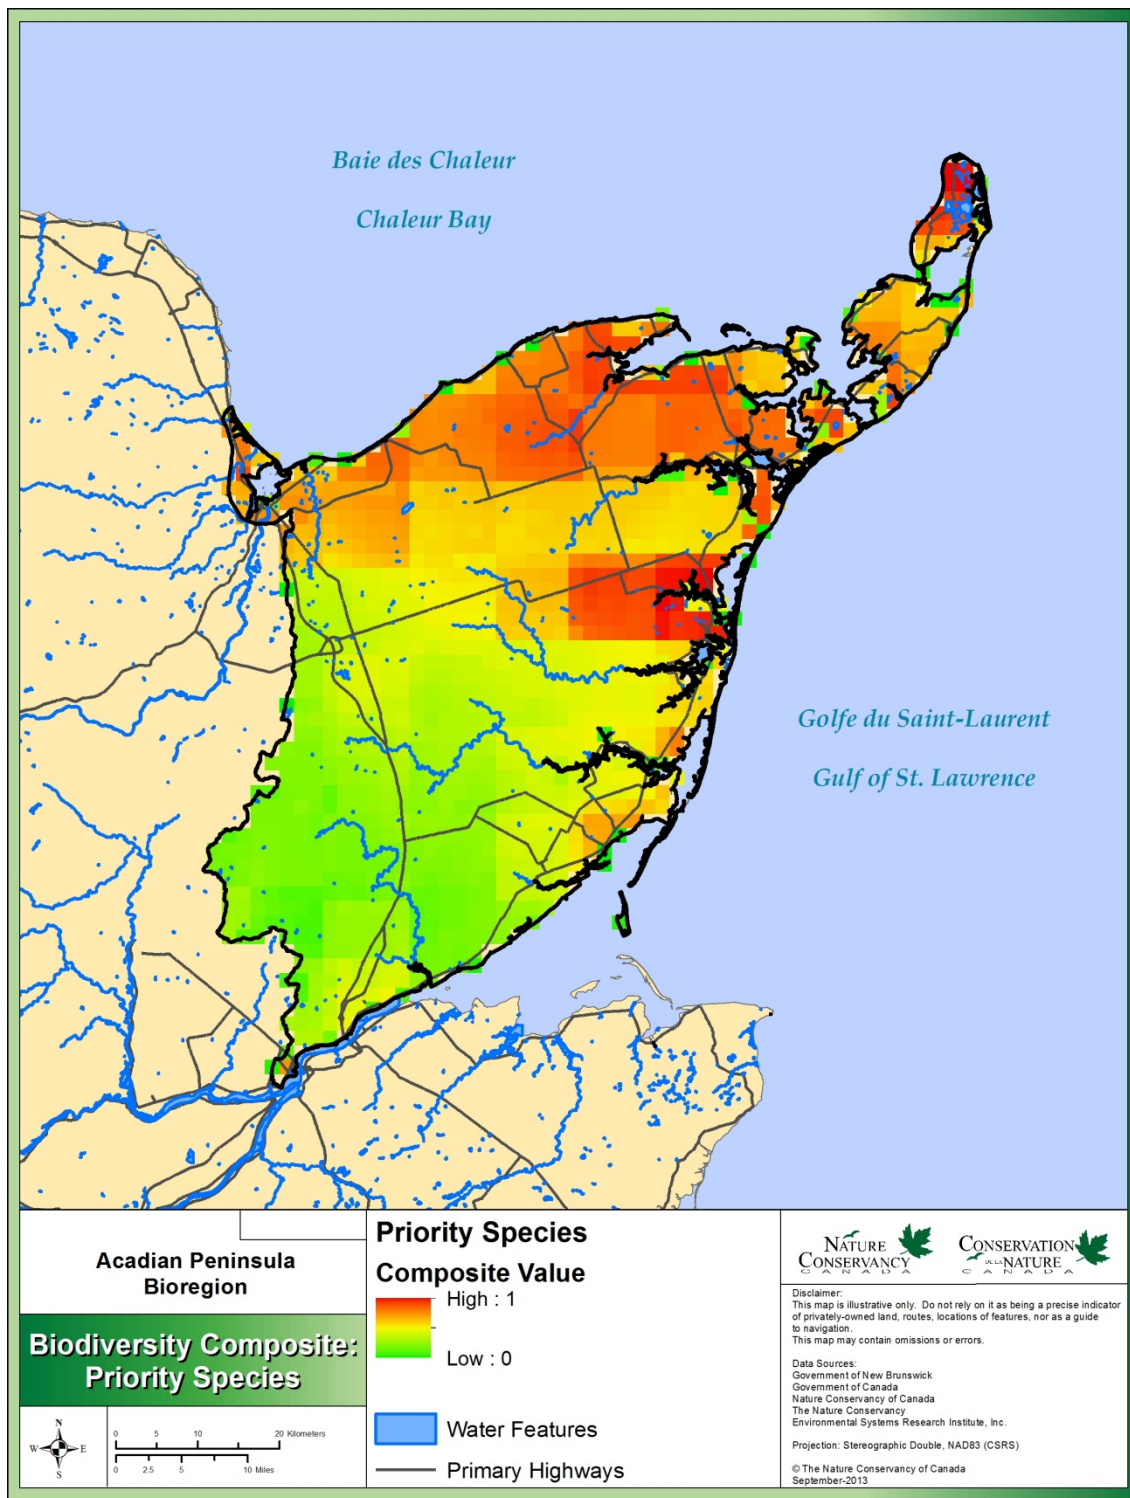 Baie des Chaleur
Chaleur Bay
Golfe du Saint-Laurent
Gulf of St. Lawrence
Acadian Peninsula
Bioregion
Biodiversity Composite:
Priority Species
N
W E
S
0 5 10 20 Kilometers
0 2.5 5 10 Miles
Priority Species
Composite Value
High : 1
Low : 0
Water Features
Primary Highways
NATURE
CONSERVANCY
CANADA
CONSERVATION
DE LA NATURE
CANADA
Disclaimer:
This map is illustrative only. Do not rely on it as being a precise indicator
of privately-owned land, routes, locations of features, nor as a guide
to navigation.
This map may contain omissions or errors.
Data Sources:
Government of New Brunswick
Government of Canada
Nature Conservancy of Canada
The Nature Conservancy
Environmental Systems Research Institute, Inc.
Projection: Stereographic Double, NAD83 (CSRS)
© The Nature Conservancy of Canada
September-2013